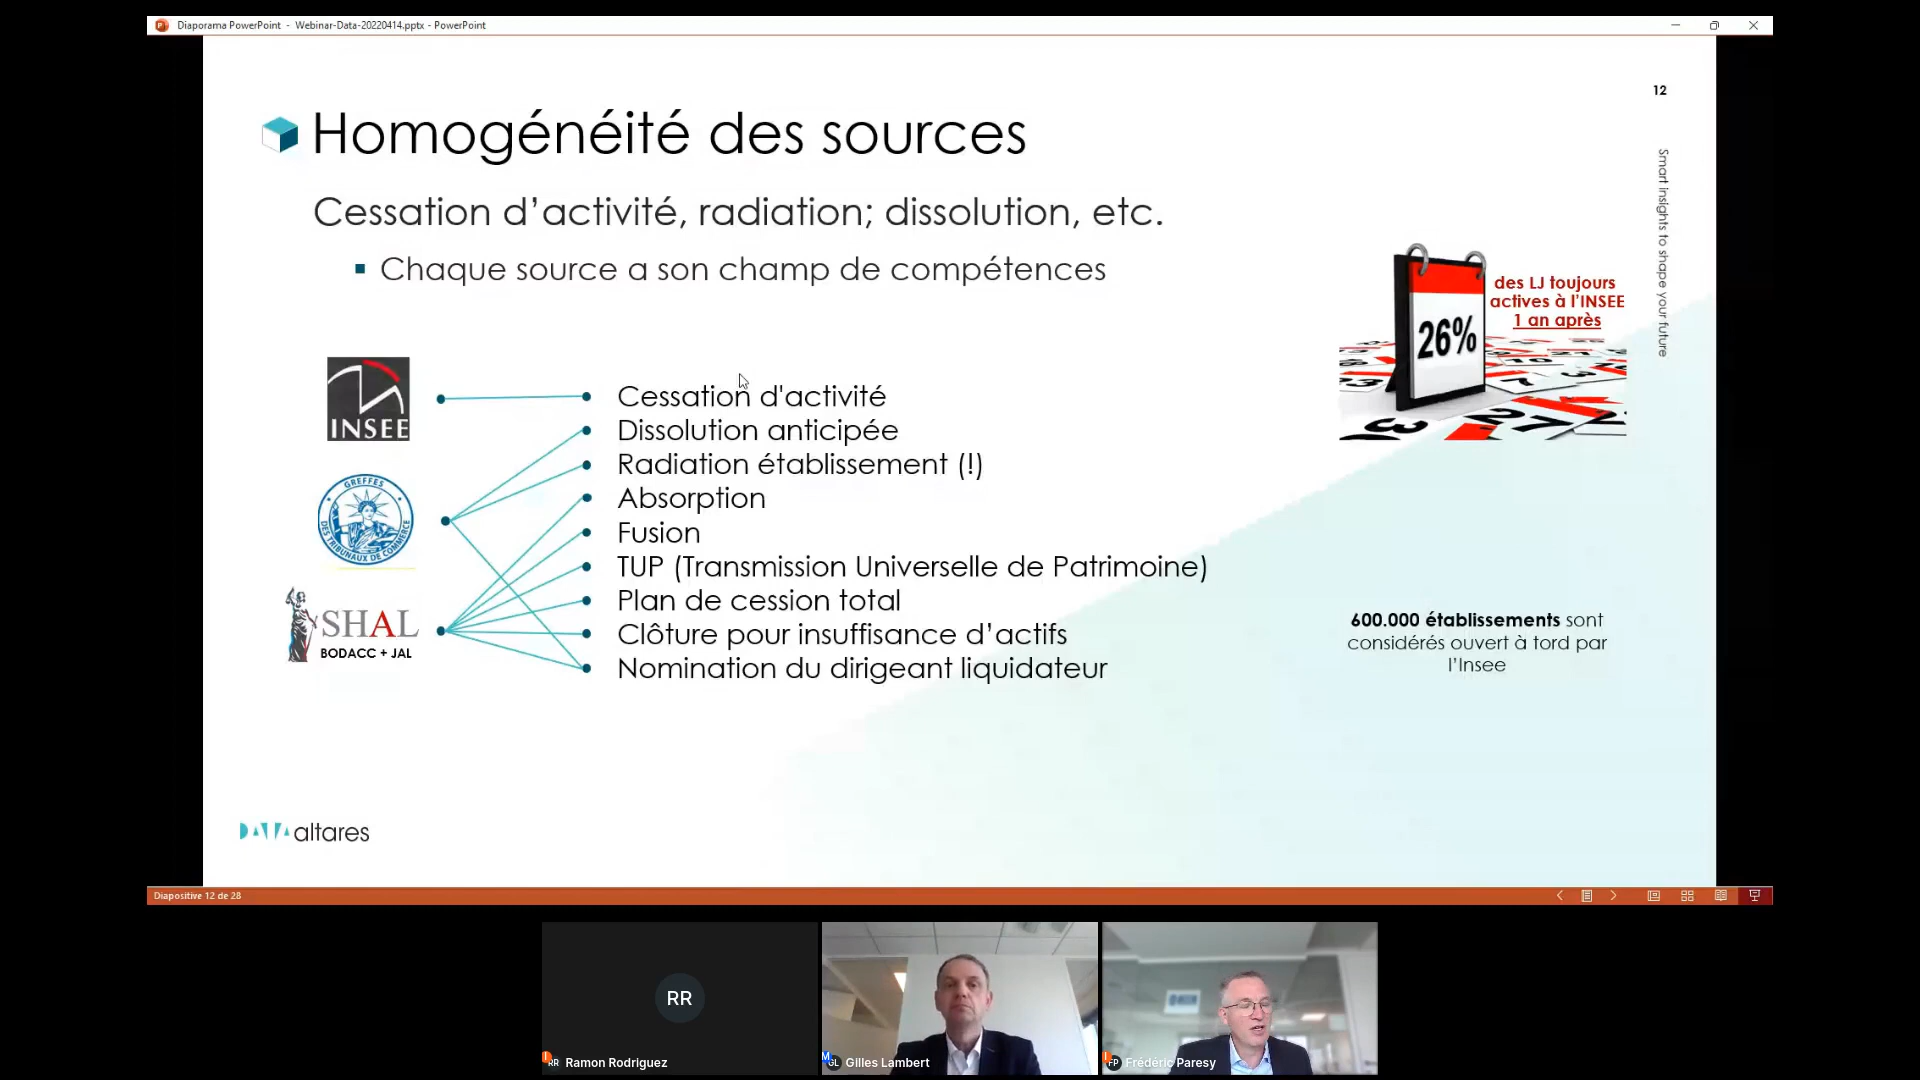 Diaporama PowerPoint - Webinar-Data-20220414.pptx - PowerPoint
12
Homogénéité des sources
Smart insights to shape your future
Cessation d’activité, radiation; dissolution, etc.
Chaque source a son champ de compétences
des LJ toujours
actives à l’INSEE
1 an après
26%
INSEE
GREFFES
DES TRIBUNAUX DE COMMERCE
SHAL
BODACC + JAL
Cessation d'activité
Dissolution anticipée
Radiation établissement (!)
Absorption
Fusion
TUP (Transmission Universelle de Patrimoine)
Plan de cession total
Clôture pour insuffisance d’actifs
Nomination du dirigeant liquidateur
600.000 établissements sont
considérés ouvert à tord par
l’Insee
DATA altares
Diapositive 12 de 28
RR
RR Ramon Rodriguez
GL Gilles Lambert
FP Frédéric Paresy